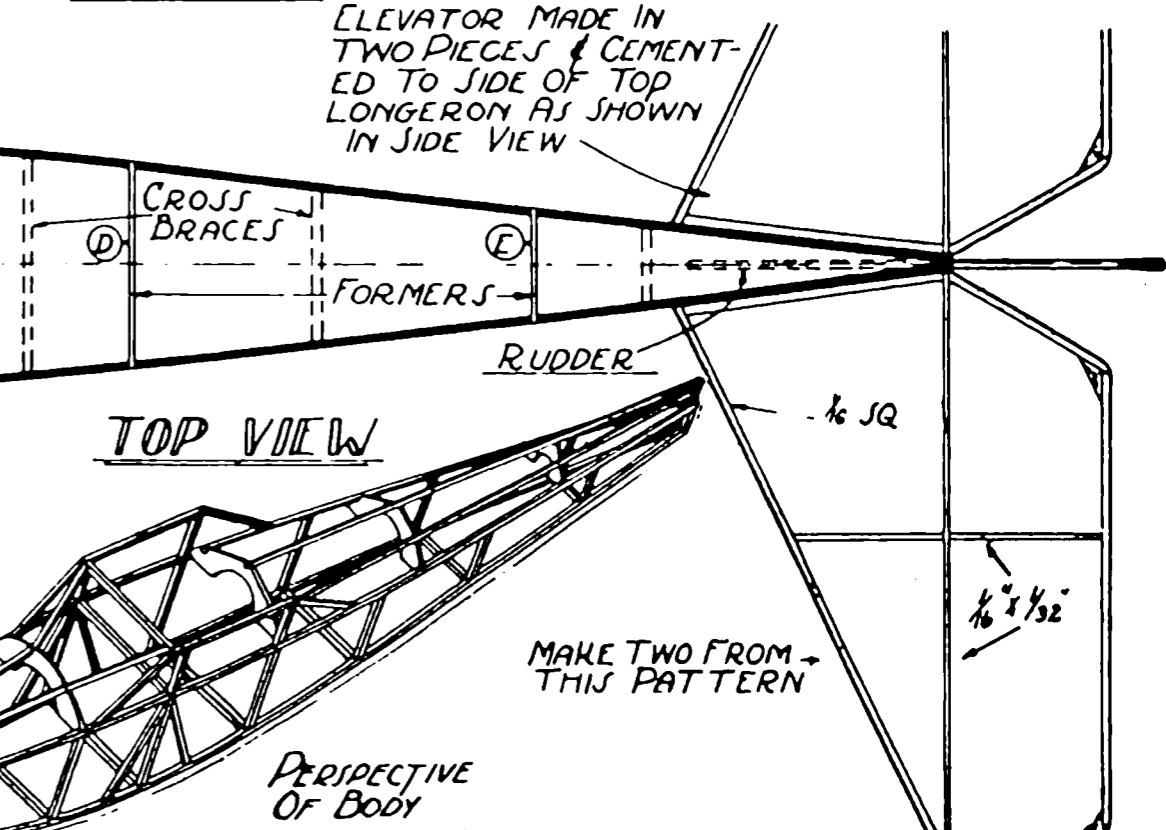 ELEVATOR MADE IN
TWO PIECES & CEMENT-
ED TO SIDE OF TOP
LONGERON AS SHOWN
IN SIDE VIEW
CROSS
BRACES
D
E
FORMERS
RUDDER
TOP VIEW
1/16 SQ
1/16" X 1/32"
MAKE TWO FROM
THIS PATTERN
PERSPECTIVE
OF BODY